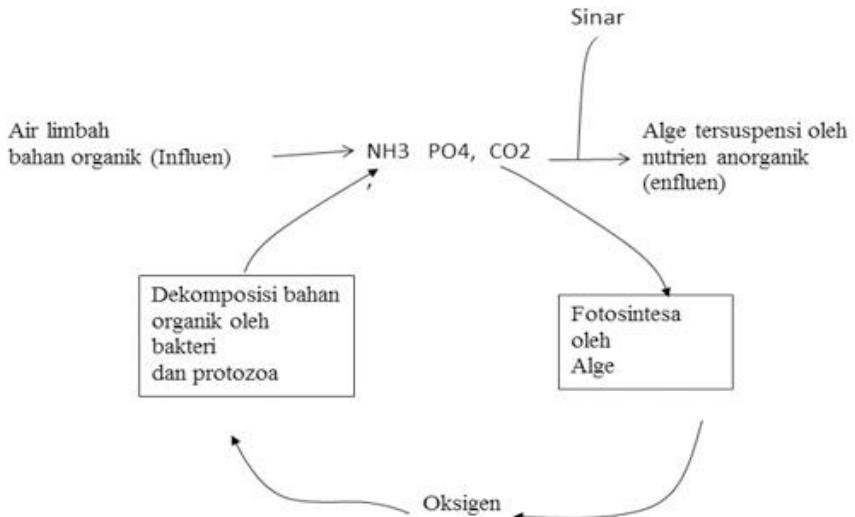 Sinar
Air limbah
bahan organik (Influen)
NH3 PO4, CO2
,
Alge tersuspensi oleh
nutrien anorganik
(enfluen)
Dekomposisi bahan
organik oleh
bakteri
dan protozoa
Fotosintesa
oleh
Alge
Oksigen